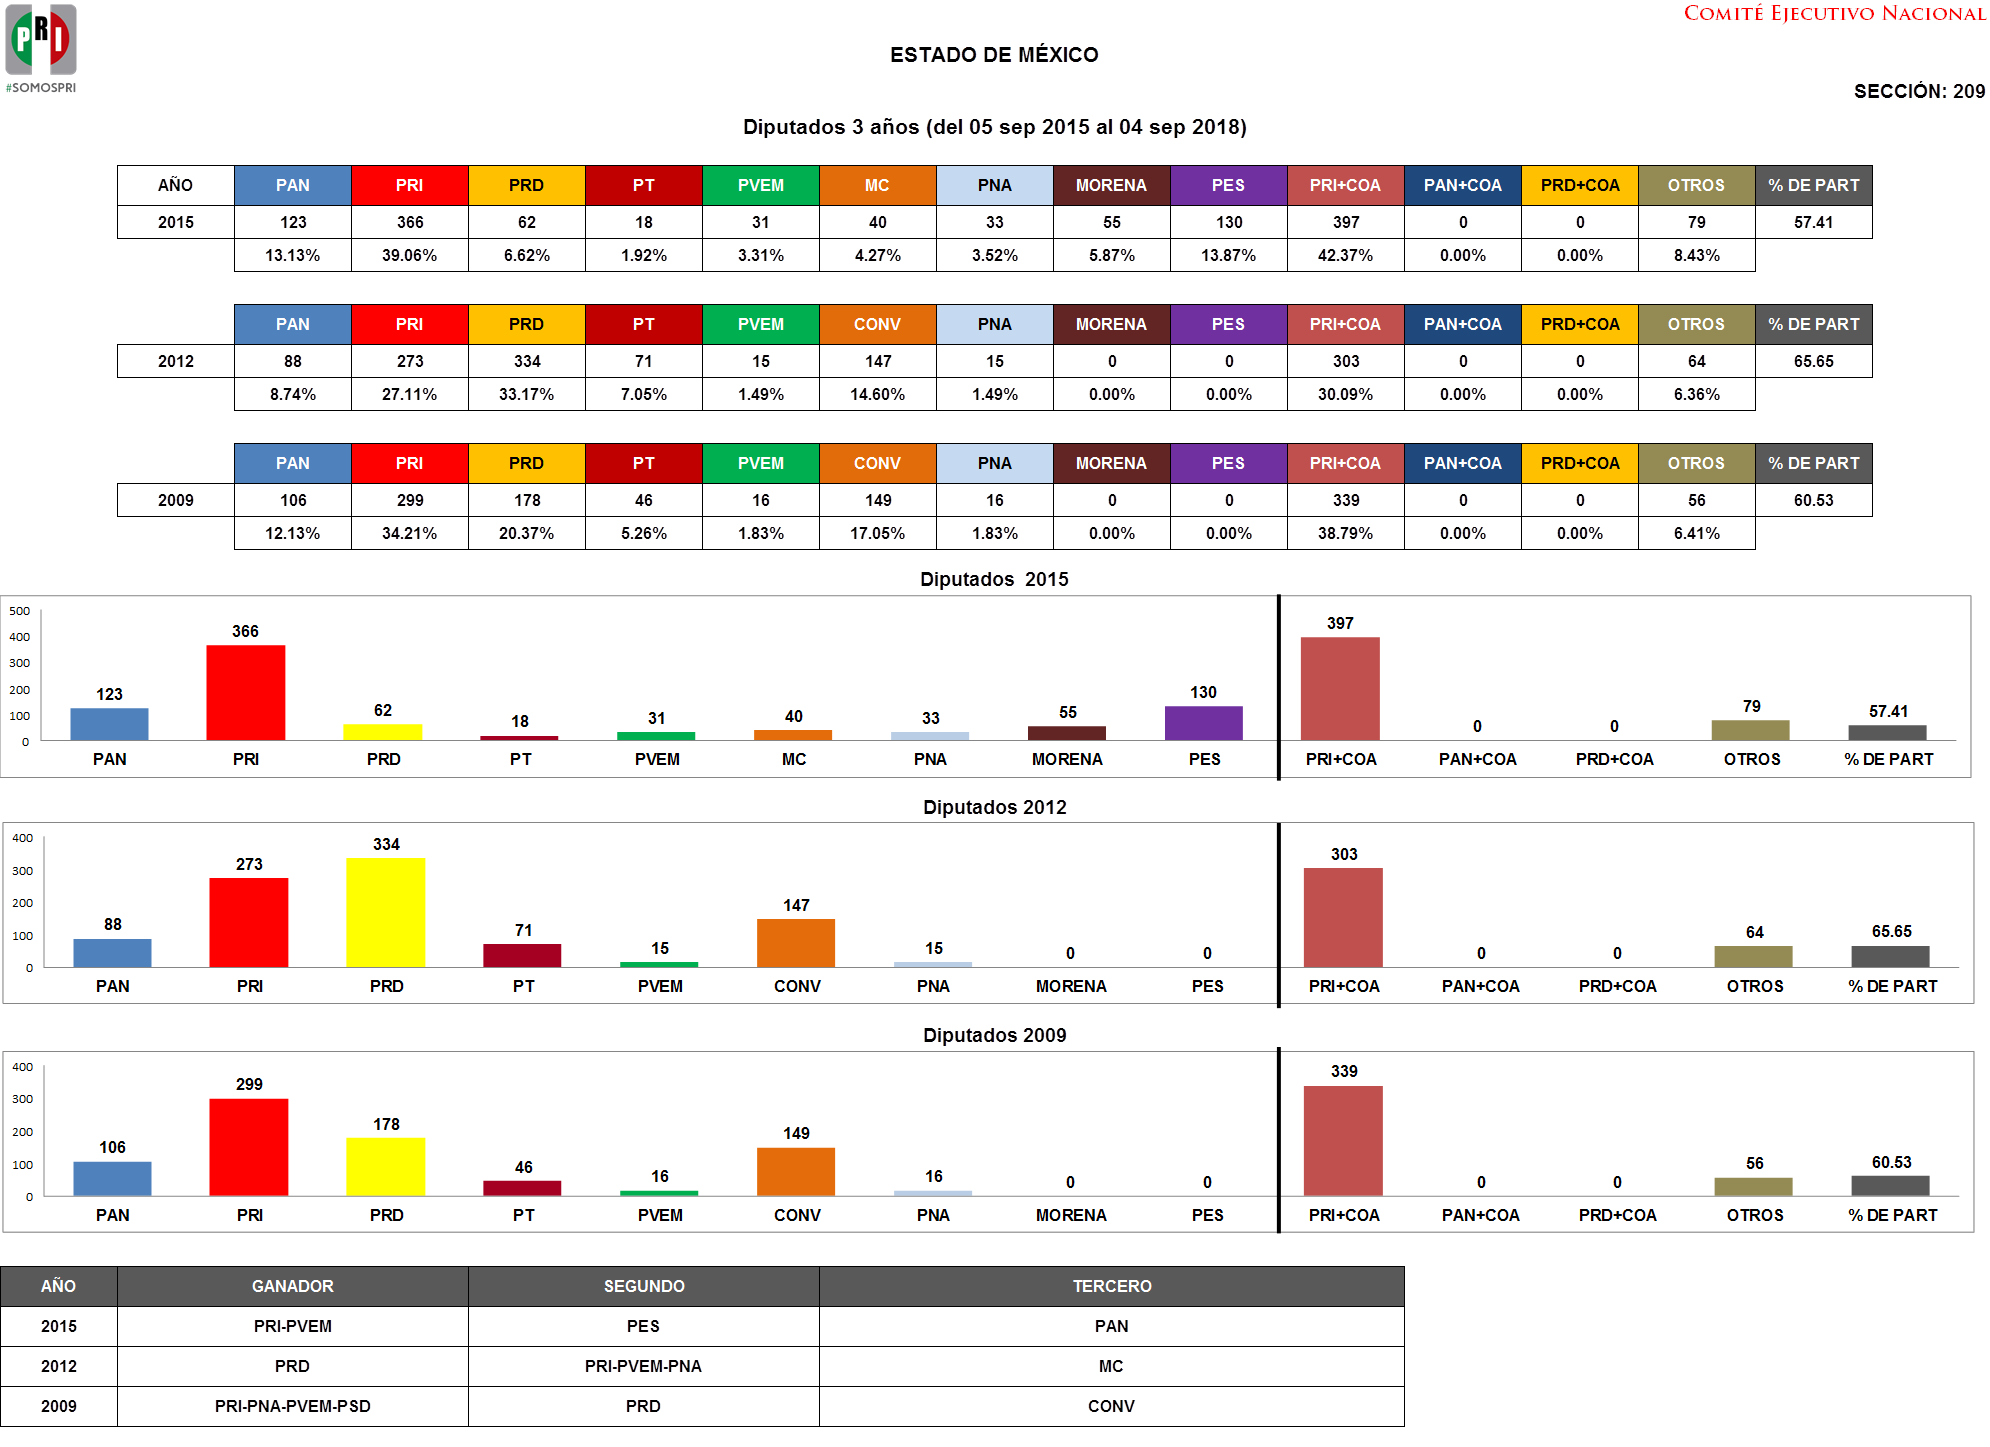 PRI
#SOMOSPRI
COMITÉ EJECUTIVO NACIONAL
ESTADO DE MÉXICO
SECCIÓN: 209
Diputados 3 años (del 05 sep 2015 al 04 sep 2018)
AÑO PAN PRI PRD PT PVEM MC PNA MORENA PES PRI+COA PAN+COA PRD+COA OTROS % DE PART
2015 123 366 62 18 31 40 33 55 130 397 0 0 79 57.41
13.13% 39.06% 6.62% 1.92% 3.31% 4.27% 3.52% 5.87% 13.87% 42.37% 0.00% 0.00% 8.43%
PAN PRI PRD PT PVEM CONV PNA MORENA PES PRI+COA PAN+COA PRD+COA OTROS % DE PART
2012 88 273 334 71 15 147 15 0 0 303 0 0 64 65.65
8.74% 27.11% 33.17% 7.05% 1.49% 14.60% 1.49% 0.00% 0.00% 30.09% 0.00% 0.00% 6.36%
PAN PRI PRD PT PVEM CONV PNA MORENA PES PRI+COA PAN+COA PRD+COA OTROS % DE PART
2009 106 299 178 46 16 149 16 0 0 339 0 0 56 60.53
12.13% 34.21% 20.37% 5.26% 1.83% 17.05% 1.83% 0.00% 0.00% 38.79% 0.00% 0.00% 6.41%
Diputados 2015
500
400
300
200
100
0
123 366 62 18 31 40 33 55 130 397 0 0 79 57.41
PAN PRI PRD PT PVEM MC PNA MORENA PES PRI+COA PAN+COA PRD+COA OTROS % DE PART
Diputados 2012
400
300
200
100
0
88 273 334 71 15 147 15 0 0 303 0 0 64 65.65
PAN PRI PRD PT PVEM CONV PNA MORENA PES PRI+COA PAN+COA PRD+COA OTROS % DE PART
Diputados 2009
400
300
200
100
0
106 299 178 46 16 149 16 0 0 339 0 0 56 60.53
PAN PRI PRD PT PVEM CONV PNA MORENA PES PRI+COA PAN+COA PRD+COA OTROS % DE PART
AÑO GANADOR SEGUNDO TERCERO
2015 PRI-PVEM PES PAN
2012 PRD PRI-PVEM-PNA MC
2009 PRI-PNA-PVEM-PSD PRD CONV